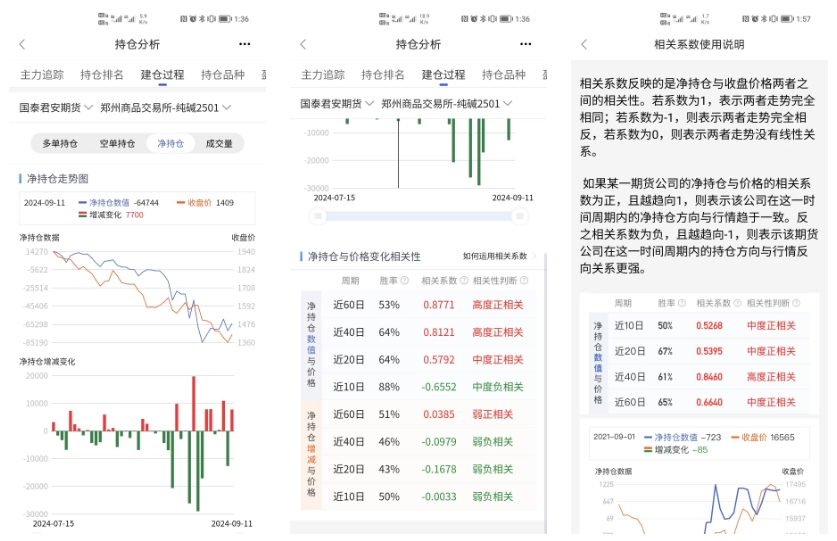 1:36
持仓分析
主力追踪 持仓排名 建仓过程 持仓品种
国泰君安期货 郑州商品交易所-纯碱2501
多单持仓 空单持仓 净持仓 成交量
净持仓走势图
2024-09-11 净持仓数值 -64744 收盘价 1409
增减变化 7700
净持仓数据 收盘价
14270 1940
-5622 1824
-25514 1708
-45406 1592
-65298 1476
-85190 1360
净持仓增减变化
20000
10000
0
-10000
-20000
-30000
2024-07-15 2024-09-11
1:36
持仓分析
主力追踪 持仓排名 建仓过程 持仓品种
国泰君安期货 郑州商品交易所-纯碱2501
-10000
-20000
-30000
2024-07-15 2024-09-11
净持仓与价格变化相关性 如何运用相关系数
周期 胜率 相关系数 相关性判断
净持仓数值与价格
近60日 53% 0.8771 高度正相关
近40日 64% 0.8121 高度正相关
近20日 64% 0.5792 中度正相关
近10日 88% -0.6552 中度负相关
净持仓增减与价格
近60日 51% 0.0385 弱正相关
近40日 46% -0.0979 弱负相关
近20日 43% -0.1678 弱负相关
近10日 50% -0.0033 弱负相关
1:57
相关系数使用说明
相关系数反映的是净持仓与收盘价格两者之
间的相关性。若系数为1，表示两者走势完全
相同；若系数为-1，则表示两者走势完全相
反，若系数为0，则表示两者走势没有线性关
系。
如果某一期货公司的净持仓与价格的相关系
数为正，且越趋向1，则表示该公司在这一时
间周期内的净持仓方向与行情趋于一致。反
之相关系数为负，且越趋向-1，则表示该期货
公司在这一时间周期内的持仓方向与行情反
向关系更强。
周期 胜率 相关系数 相关性判断
净持仓数值与价格
近10日 50% 0.5268 中度正相关
近20日 67% 0.5395 中度正相关
近40日 61% 0.8460 高度正相关
近60日 65% 0.6640 中度正相关
2021-09-01 净持仓数值 -723 收盘价 16565
增减变化 -85
净持仓数据 收盘价
1225 17495
647 16716
69 15937